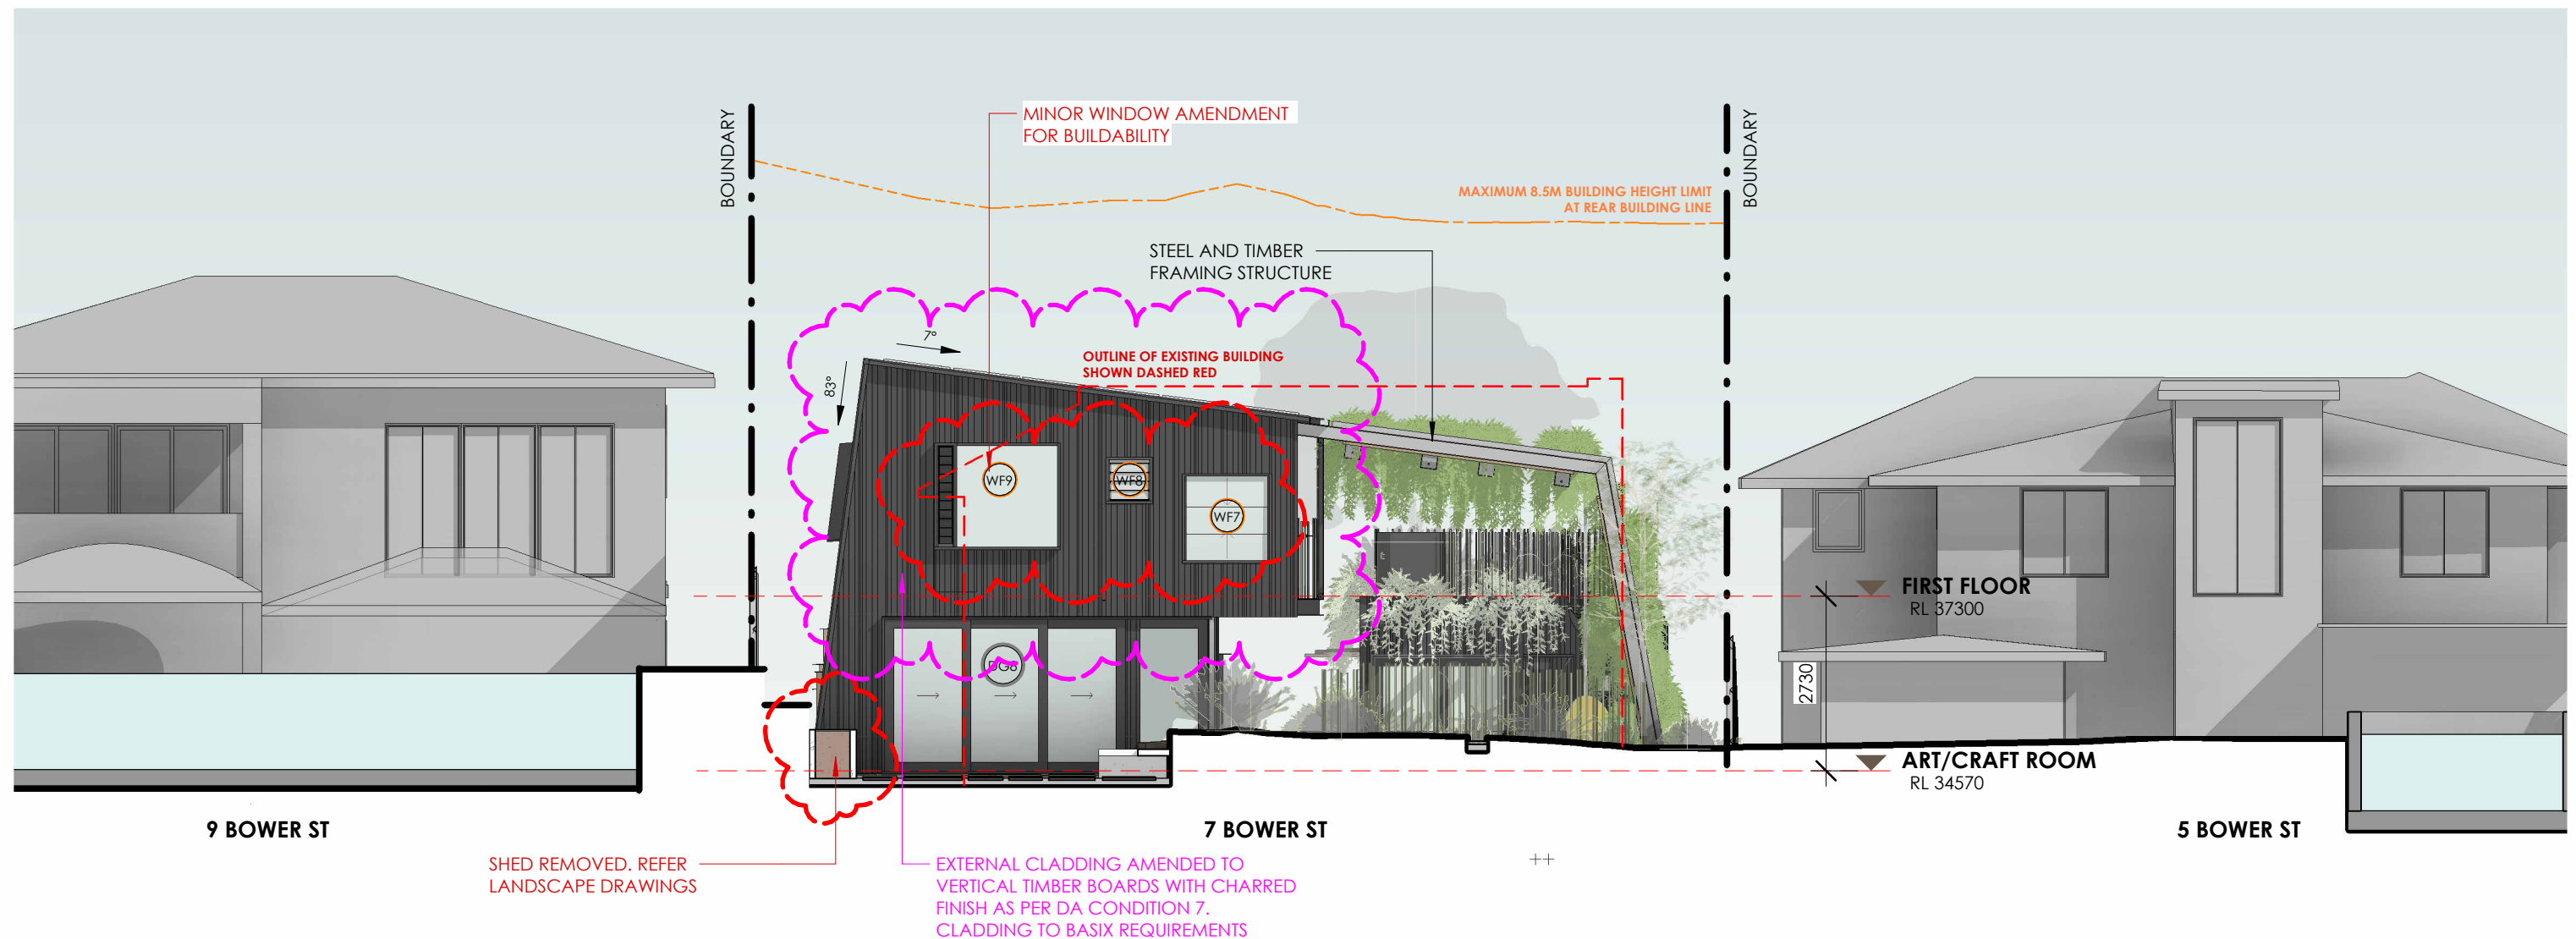 BOUNDARY
MINOR WINDOW AMENDMENT
FOR BUILDABILITY
BOUNDARY
MAXIMUM 8.5M BUILDING HEIGHT LIMIT
AT REAR BUILDING LINE
STEEL AND TIMBER
FRAMING STRUCTURE
7°
83°
OUTLINE OF EXISTING BUILDING
SHOWN DASHED RED
WF9
WF8
WF7
FIRST FLOOR
RL 37300
DG8
2730
ART/CRAFT ROOM
RL 34570
9 BOWER ST
7 BOWER ST
5 BOWER ST
SHED REMOVED. REFER
LANDSCAPE DRAWINGS
EXTERNAL CLADDING AMENDED TO
VERTICAL TIMBER BOARDS WITH CHARRED
FINISH AS PER DA CONDITION 7.
CLADDING TO BASIX REQUIREMENTS